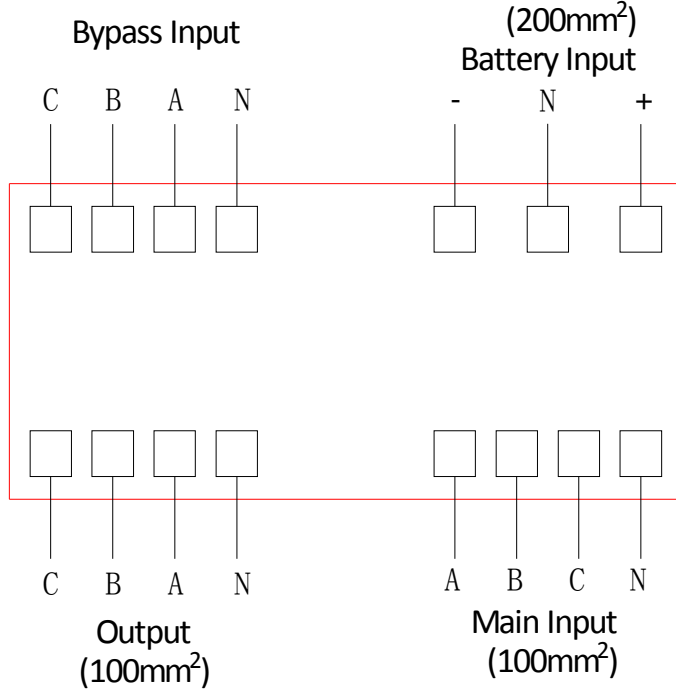 Bypass Input
C B A N
(200mm²)
Battery Input
- N +
C B A N
Output
(100mm²)
A B C N
Main Input
(100mm²)